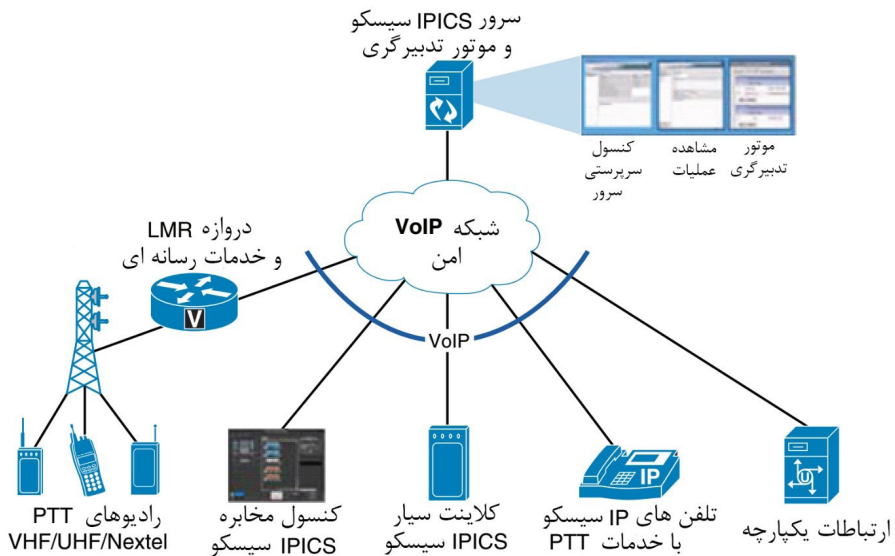 سرور IPICS سیسکو
و موتور تدبیرگری
کنسول
سرپرستی
سرور
مشاهده
عملیات
موتور
تدبیرگری
شبکه VoIP
امن
دروازه LMR
و خدمات رسانه ای
V
VoIP
رادیوهای PTT
VHF/UHF/Nextel
کنسول مخابره
IPICS سیسکو
کلاینت سیار
IPICS سیسکو
IP
تلفن های IP سیسکو
با خدمات PTT
U
ارتباطات یکپارچه